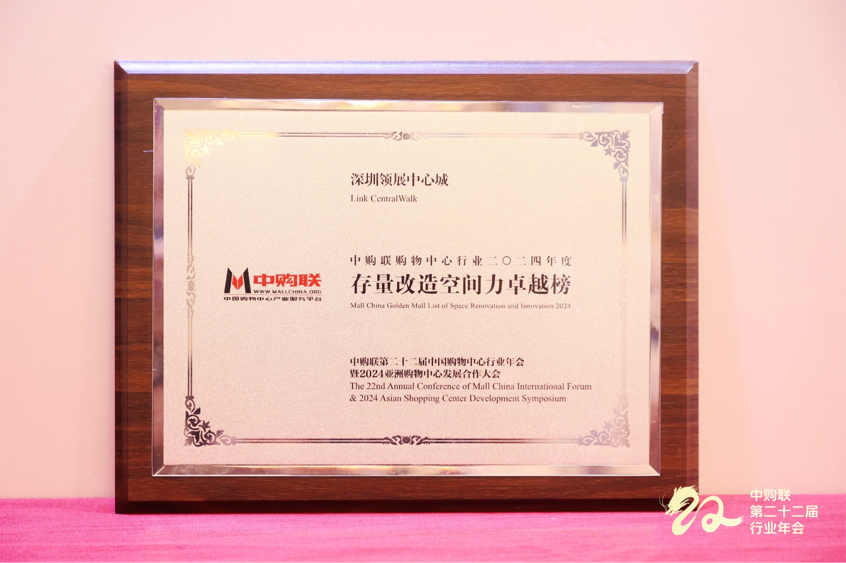 深圳领展中心城
Link CentralWalk
中购联购物中心行业二〇二四年度
存量改造空间力卓越榜
Mall China Golden Mall List of Space Renovation and Innovation 2024
中购联
WWW.MALLCHINA.ORG
中国购物中心产业服务平台
中购联第二十二届中国购物中心行业年会
暨2024亚洲购物中心发展合作大会
The 22nd Annual Conference of Mall China International Forum
& 2024 Asian Shopping Center Development Symposium
22
中购联
第二十二届
行业年会